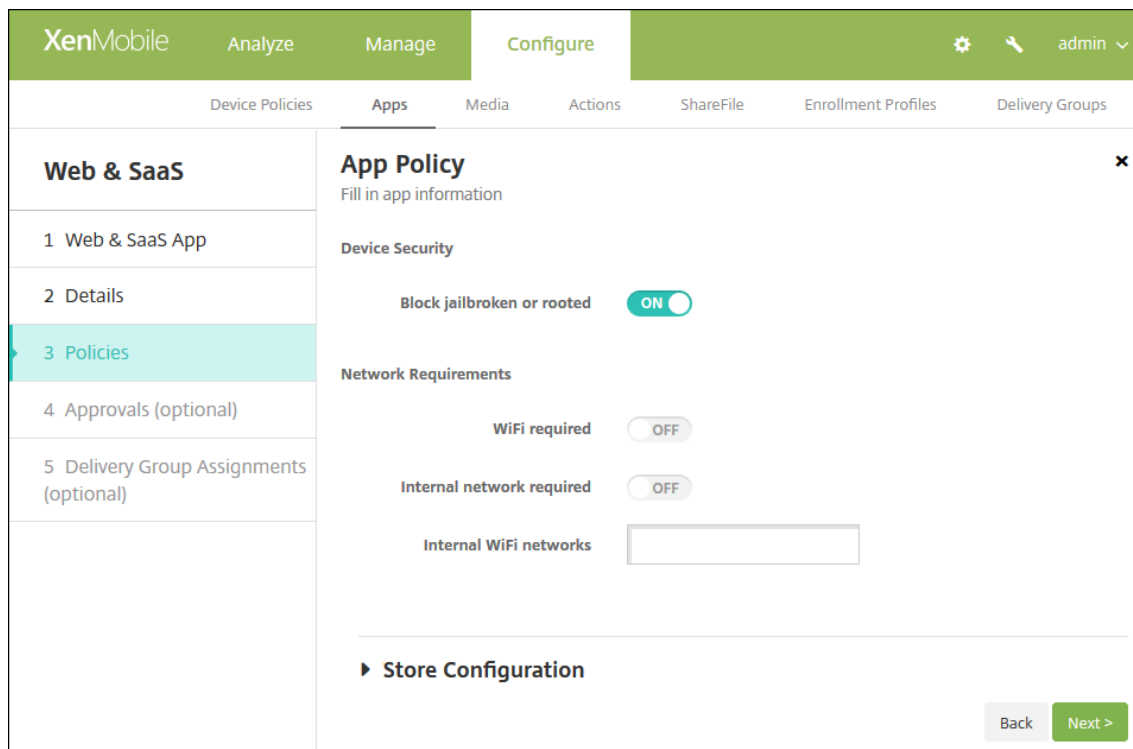 XenMobile Analyze Manage Configure admin
Device Policies Apps Media Actions ShareFile Enrollment Profiles Delivery Groups
Web & SaaS
1 Web & SaaS App
2 Details
3 Policies
4 Approvals (optional)
5 Delivery Group Assignments
(optional)
App Policy
Fill in app information
Device Security
Block jailbroken or rooted ON
Network Requirements
WiFi required OFF
Internal network required OFF
Internal WiFi networks
Store Configuration
Back Next >